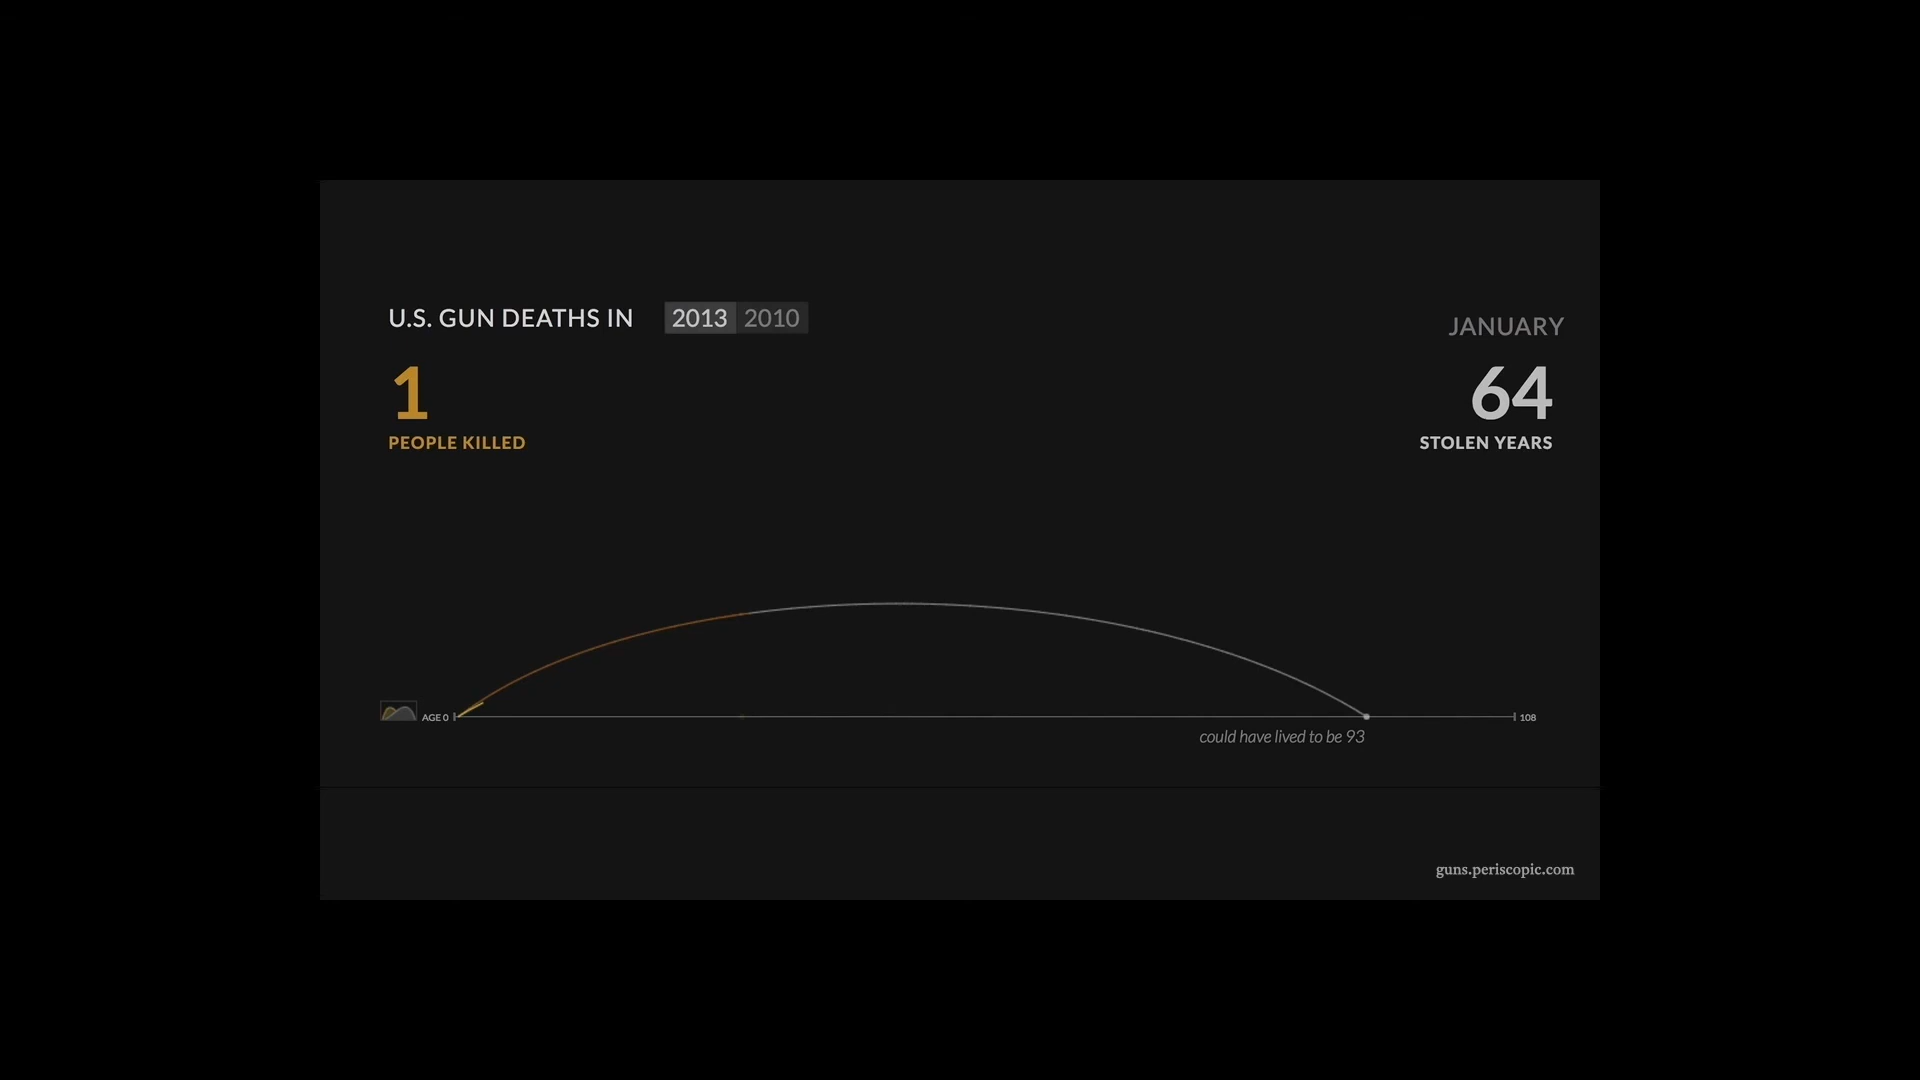 U.S. GUN DEATHS IN 2013 2010
JANUARY
1
PEOPLE KILLED
64
STOLEN YEARS
AGE 0
108
could have lived to be 93
guns.periscopic.com